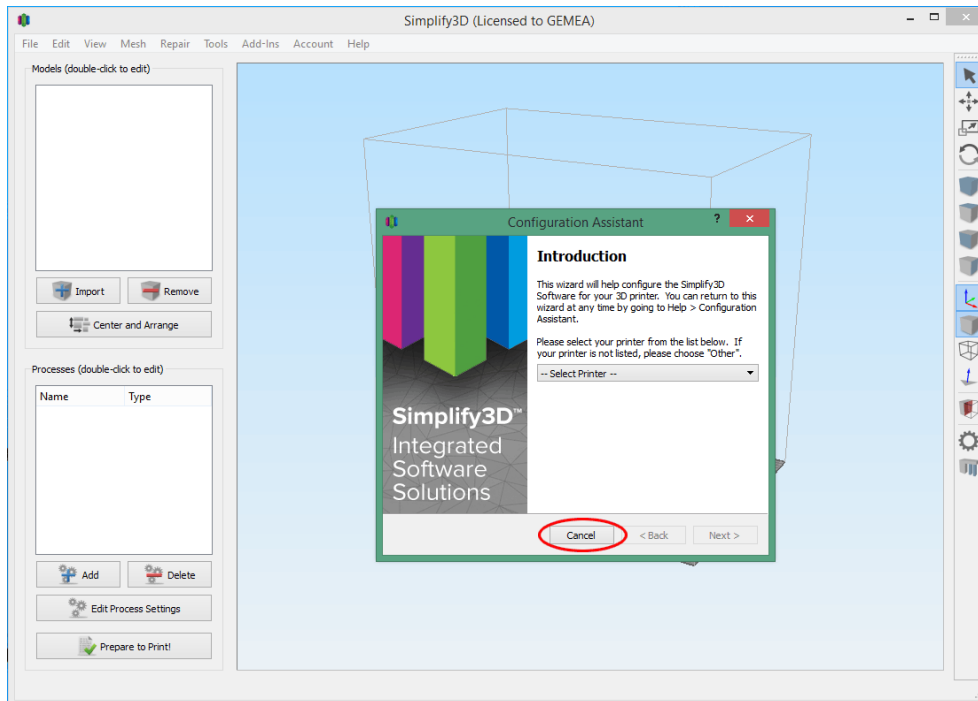 Simplify3D (Licensed to GEMEA)
File Edit View Mesh Repair Tools Add-Ins Account Help
Models (double-click to edit)
Import
Remove
Center and Arrange
Processes (double-click to edit)
Name Type
Add
Delete
Edit Process Settings
Prepare to Print!
Configuration Assistant ?
Simplify3D™
Integrated
Software
Solutions
Introduction
This wizard will help configure the Simplify3D
Software for your 3D printer. You can return to this
wizard at any time by going to Help > Configuration
Assistant.
Please select your printer from the list below. If
your printer is not listed, please choose "Other".
-- Select Printer --
Cancel
< Back
Next >